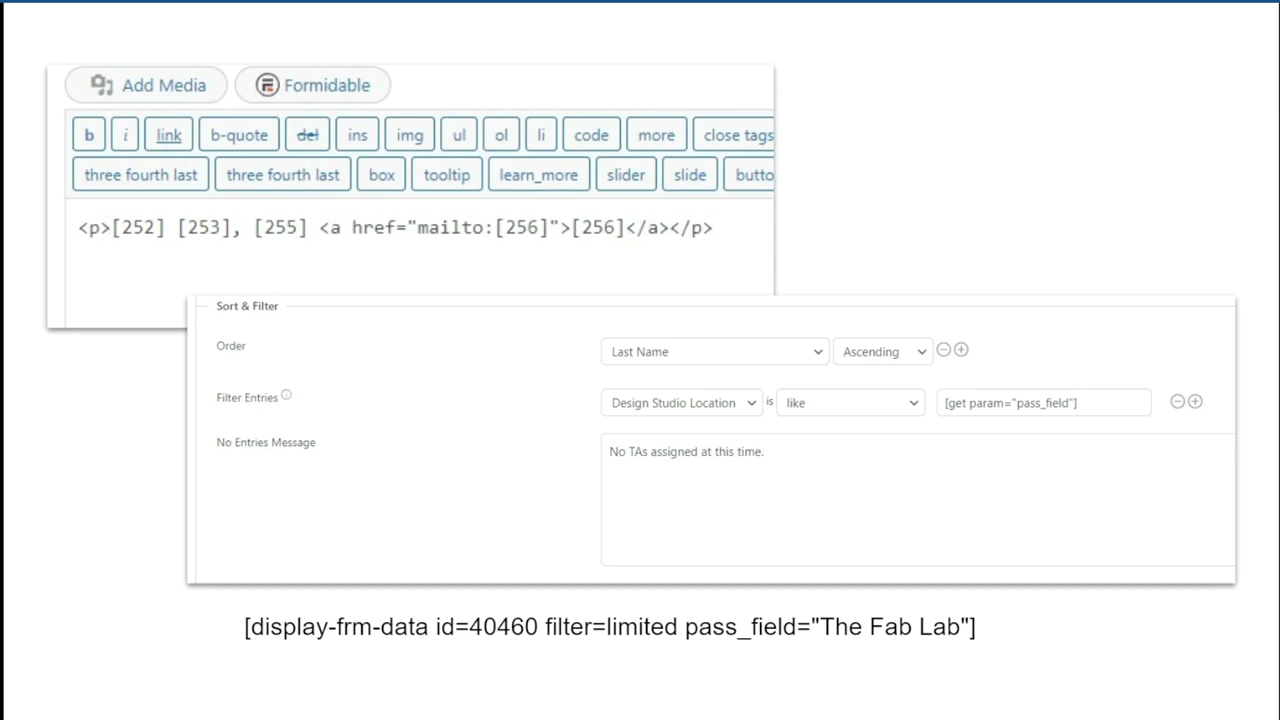 Add Media Formidable
b i link b-quote del ins img ul ol li code more close tags
three fourth last three fourth last box tooltip learn_more slider slide butto
<p>[252] [253], [255] <a href="mailto:[256]">[256]</a></p>
Sort & Filter
Order Last Name Ascending
Filter Entries Design Studio Location is like [get param="pass_field"]
No Entries Message No TAs assigned at this time.
[display-frm-data id=40460 filter=limited pass_field="The Fab Lab"]